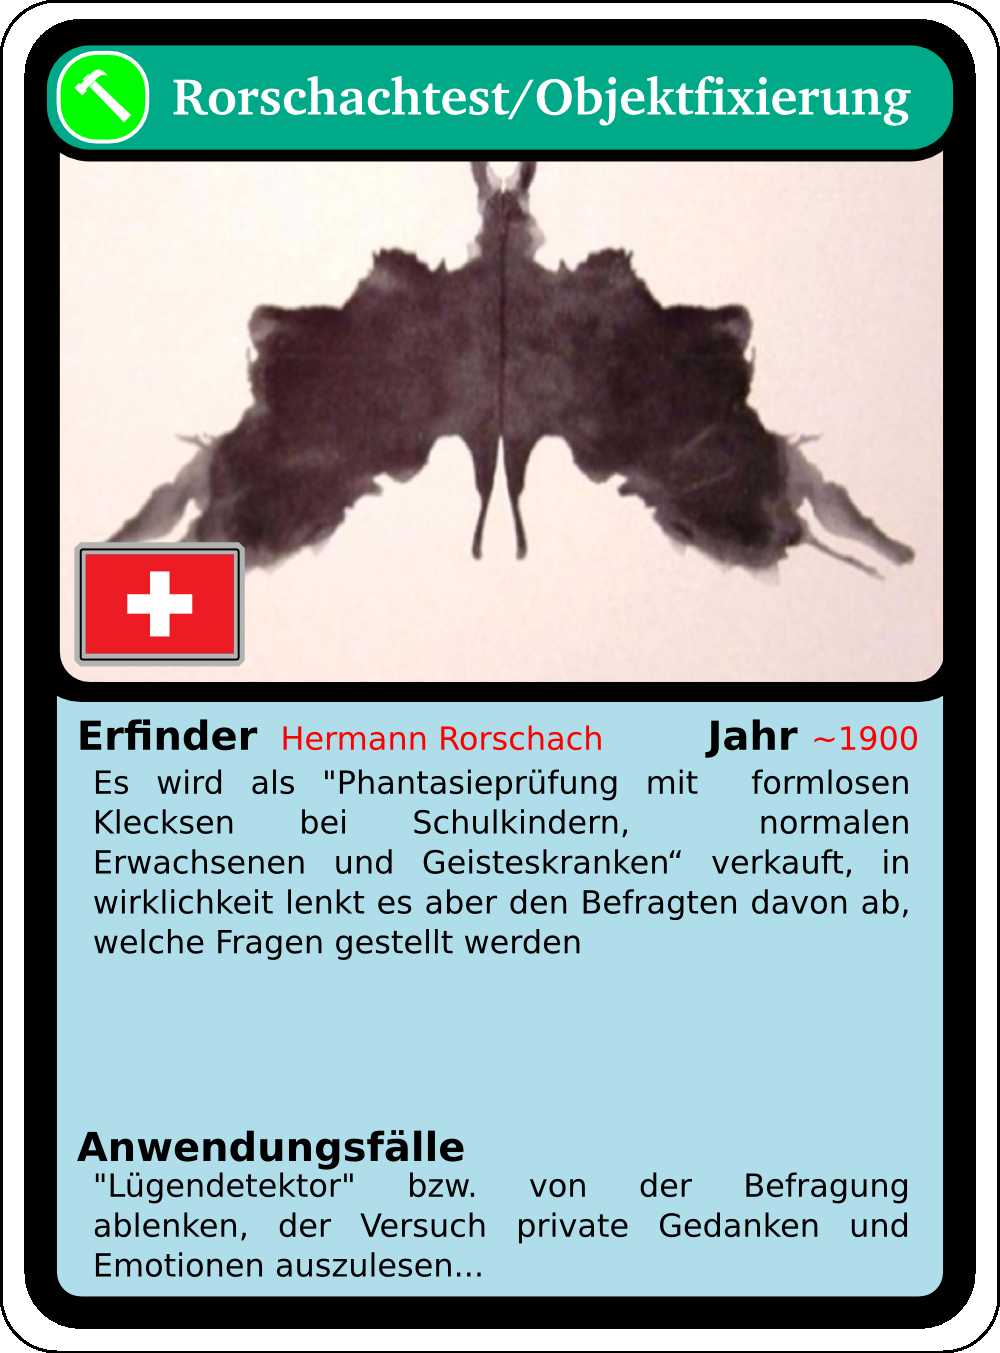 Rorschachtest/Objektfixierung
Erfinder Hermann Rorschach Jahr ~1900
Es wird als "Phantasieprüfung mit formlosen
Klecksen bei Schulkindern, normalen
Erwachsenen und Geisteskranken“ verkauft, in
wirklichkeit lenkt es aber den Befragten davon ab,
welche Fragen gestellt werden
Anwendungsfälle
"Lügendetektor" bzw. von der Befragung
ablenken, der Versuch private Gedanken und
Emotionen auszulesen...